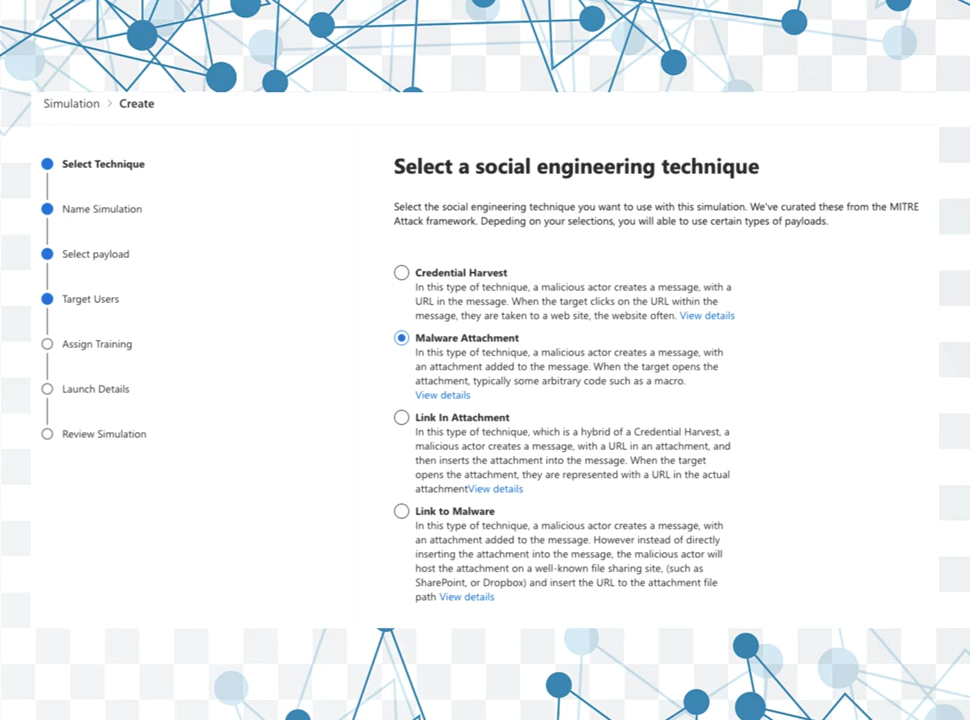 Simulation > Create
Select Technique
Name Simulation
Select payload
Target Users
Assign Training
Launch Details
Review Simulation
Select a social engineering technique
Select the social engineering technique you want to use with this simulation. We've curated these from the MITRE
Attack framework. Depeding on your selections, you will able to use certain types of payloads.
Credential Harvest
In this type of technique, a malicious actor creates a message, with a
URL in the message. When the target clicks on the URL within the
message, they are taken to a web site, the website often. View details
Malware Attachment
In this type of technique, a malicious actor creates a message, with
an attachment added to the message. When the target opens the
attachment, typically some arbitrary code such as a macro.
View details
Link In Attachment
In this type of technique, which is a hybrid of a Credential Harvest, a
malicious actor creates a message, with a URL in an attachment, and
then inserts the attachment into the message. When the target
opens the attachment, they are represented with a URL in the actual
attachmentView details
Link to Malware
In this type of technique, a malicious actor creates a message, with
an attachment added to the message. However instead of directly
inserting the attachment into the message, the malicious actor will
host the attachment on a well-known file sharing site, (such as
SharePoint, or Dropbox) and insert the URL to the attachment file
path View details